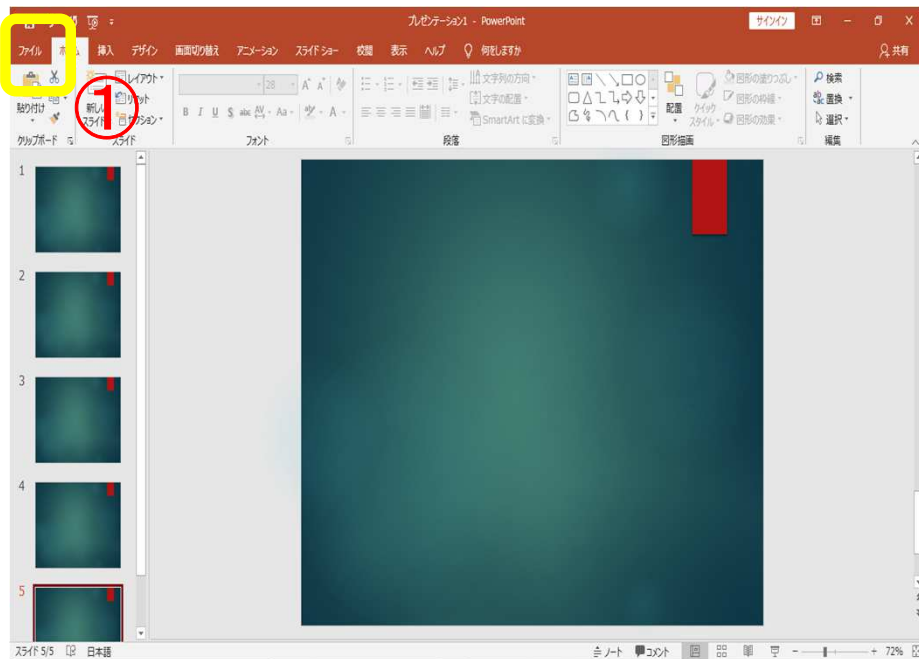 プレゼンテーション1 - PowerPoint
サインイン
ファイル ホーム 挿入 デザイン 画面切り替え アニメーション スライド ショー 校閲 表示 ヘルプ 何をしますか 共有
①
貼り付け
新しい
スライド
レイアウト
リセット
セクション
28
B I U S abc AV Aa A
文字列の方向
文字の配置
SmartArt に変換
配置
クイック
スタイル
図形の塗りつぶし
図形の枠線
図形の効果
検索
置換
選択
クリップボード スライド フォント 段落 図形描画 編集
1
2
3
4
5
スライド 5/5 日本語 ノート コメント 72%